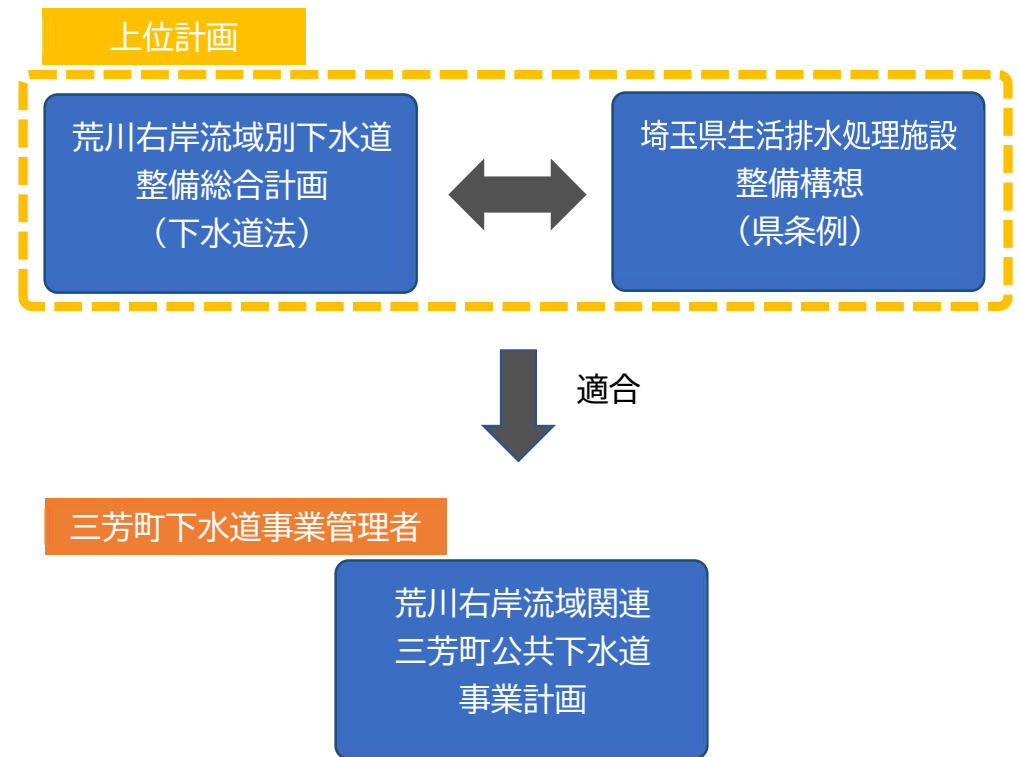 上位計画
荒川右岸流域別下水道
整備総合計画
（下水道法）
埼玉県生活排水処理施設
整備構想
（県条例）
適合
三芳町下水道事業管理者
荒川右岸流域関連
三芳町公共下水道
事業計画